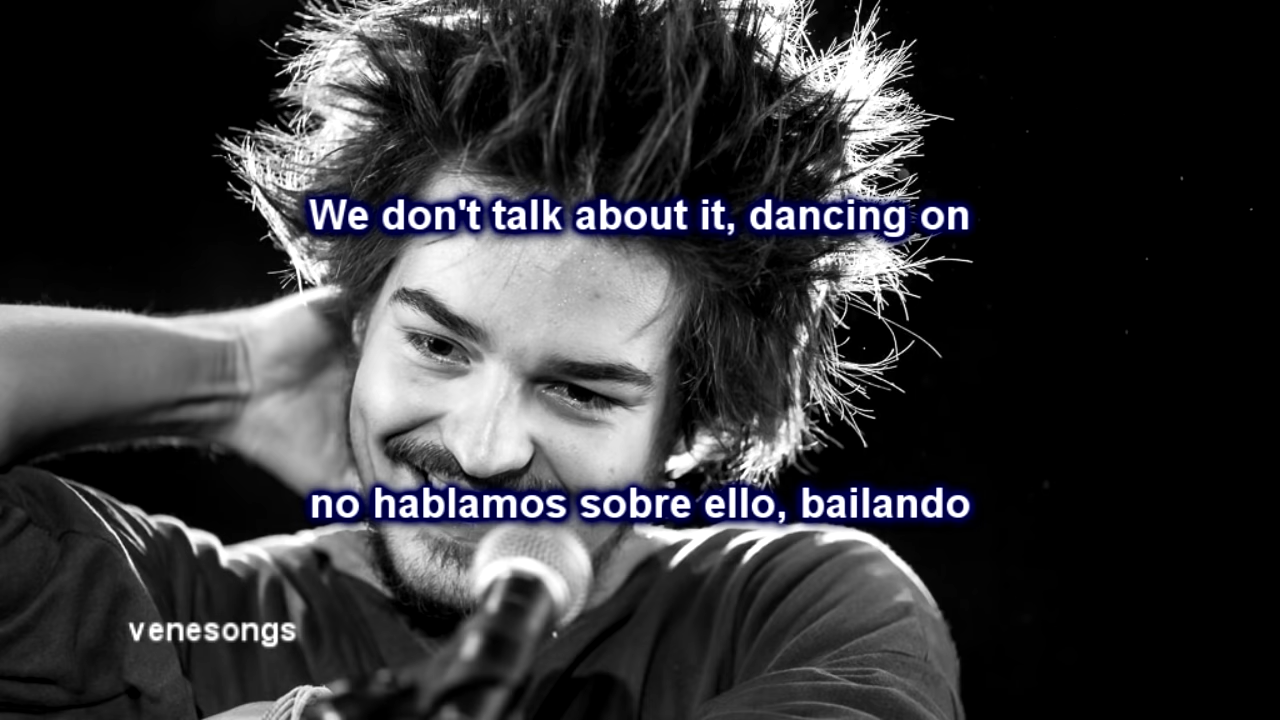 We don't talk about it, dancing on
no hablamos sobre ello, bailando
venesongs